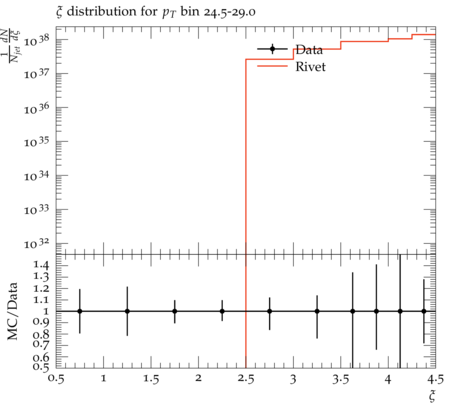 ξ distribution for p_T bin 24.5-29.0
1/N_jet dN/dξ
Data
Rivet
10^38
10^37
10^36
10^35
10^34
10^33
10^32
MC/Data
1.4
1.3
1.2
1.1
1
0.9
0.8
0.7
0.6
0.5
0.5 1 1.5 2 2.5 3 3.5 4 4.5
ξ